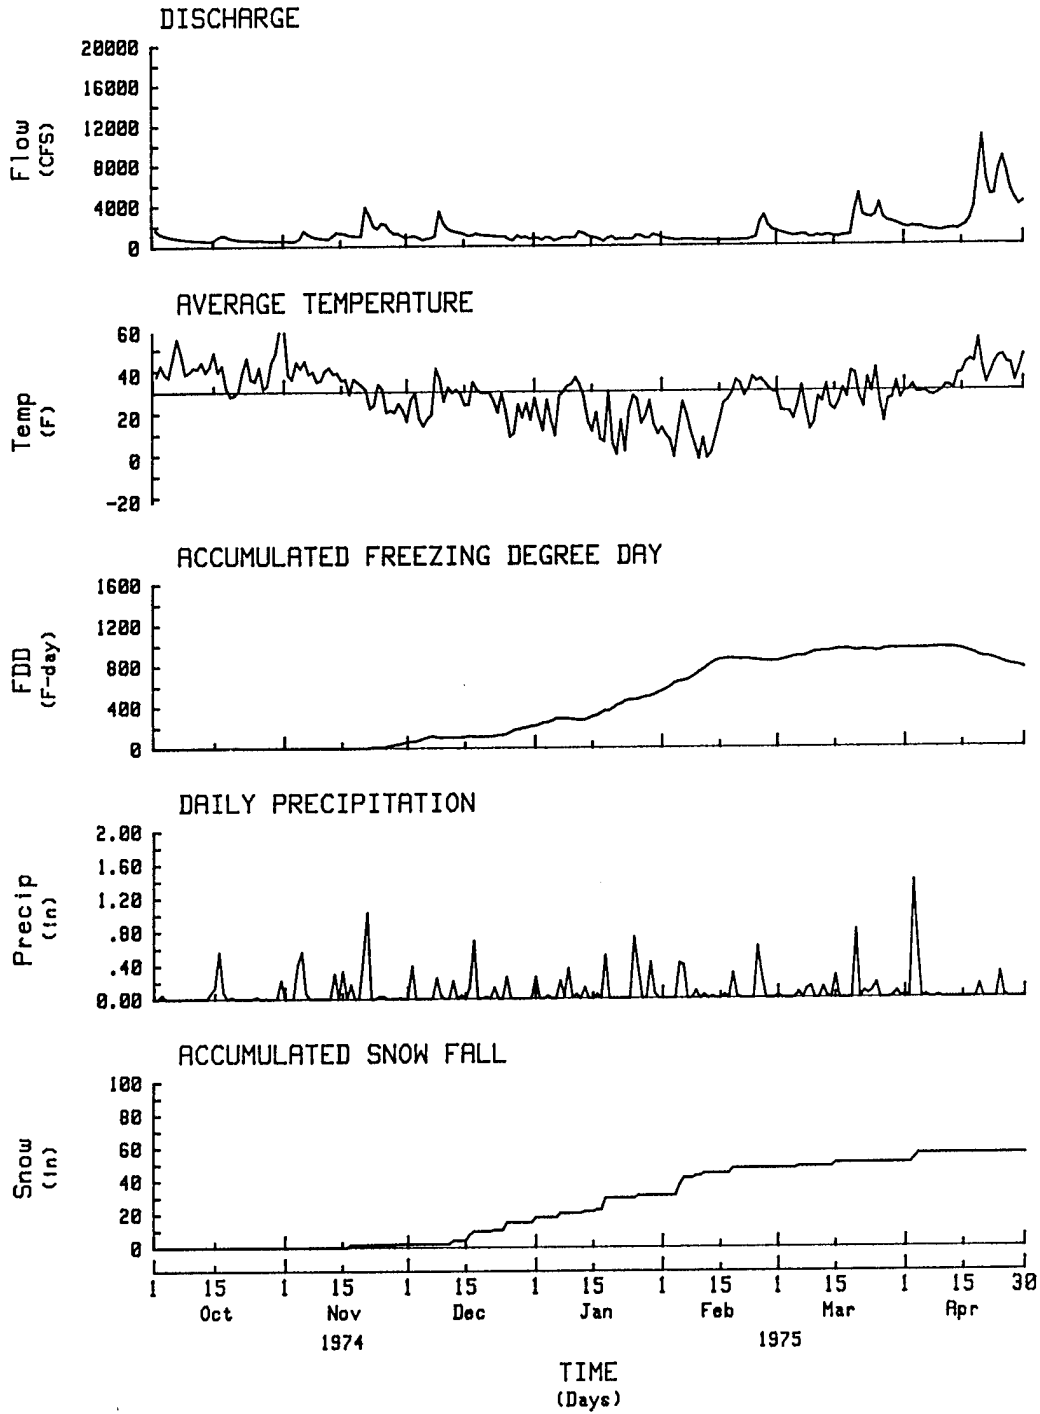 DISCHARGE
20000
16000
12000
8000
4000
0
Flow
(CFS)
AVERAGE TEMPERATURE
60
40
20
0
-20
Temp
(F)
ACCUMULATED FREEZING DEGREE DAY
1600
1200
800
400
0
FDD
(F-day)
DAILY PRECIPITATION
2.00
1.60
1.20
.80
.40
0.00
Precip
(in)
ACCUMULATED SNOW FALL
100
80
60
40
20
0
Snow
(in)
1 15 1 15 1 15 1 15 1 15 1 15 1 15 30
Oct Nov Dec Jan Feb Mar Apr
1974 1975
TIME
(Days)